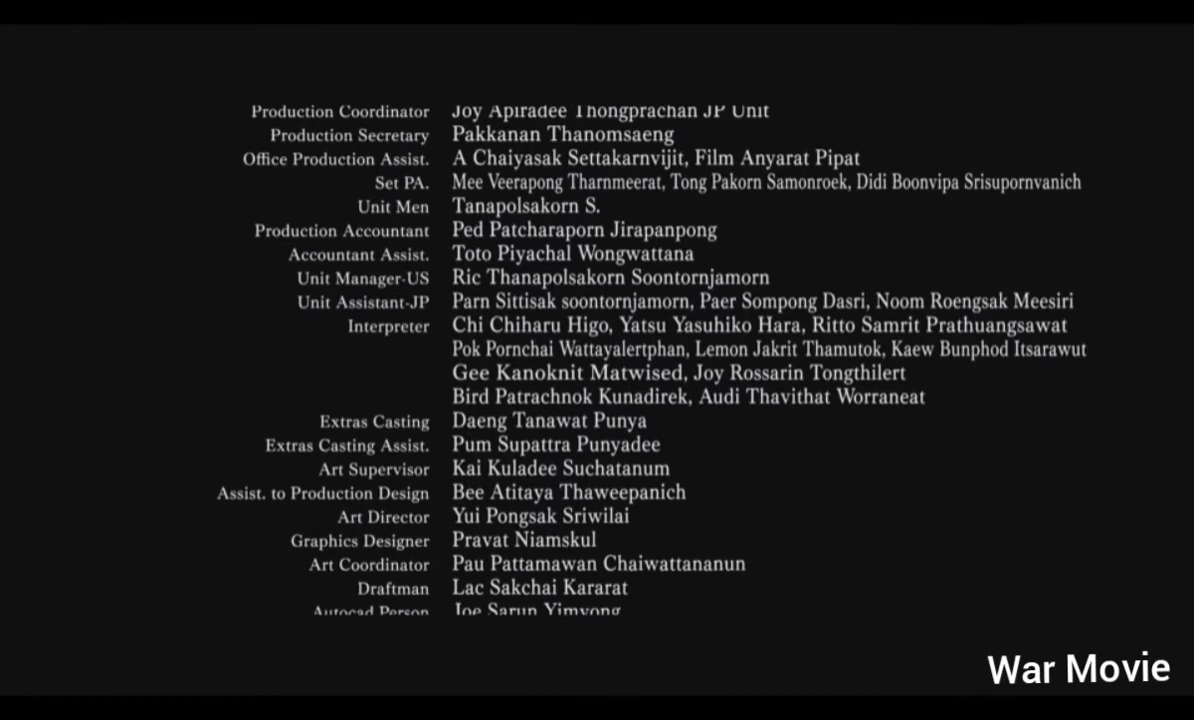 Production Coordinator Joy Apiradee Thongprachan JP Unit
Production Secretary Pakkanan Thanomsaeng
Office Production Assist. A Chaiyasak Settakarnvijit, Film Anyarat Pipat
Set PA. Mee Veerapong Tharnmeerat, Tong Pakorn Samonroek, Didi Boonvipa Srisupornvanich
Unit Men Tanapolsakorn S.
Production Accountant Ped Patcharaporn Jirapanpong
Accountant Assist. Toto Piyachal Wongwattana
Unit Manager-US Ric Thanapolsakorn Soontornjamorn
Unit Assistant-JP Parn Sittisak soontornjamorn, Paer Sompong Dasri, Noom Roengsak Meesiri
Interpreter Chi Chiharu Higo, Yatsu Yasuhiko Hara, Ritto Samrit Prathuangsawat
Pok Pornchai Wattayalertphan, Lemon Jakrit Thamutok, Kaew Bunphod Itsarawut
Gee Kanoknit Matwised, Joy Rossarin Tongthilert
Bird Patrachnok Kunadirek, Audi Thavithat Worraneat
Extras Casting Daeng Tanawat Punya
Extras Casting Assist. Pum Supattra Punyadee
Art Supervisor Kai Kuladee Suchatanum
Assist. to Production Design Bee Atitaya Thaweepanich
Art Director Yui Pongsak Sriwilai
Graphics Designer Pravat Niamskul
Art Coordinator Pau Pattamawan Chaiwattananun
Draftman Lac Sakchai Kararat
Autocad Person Joe Sarun Yimyong
War Movie